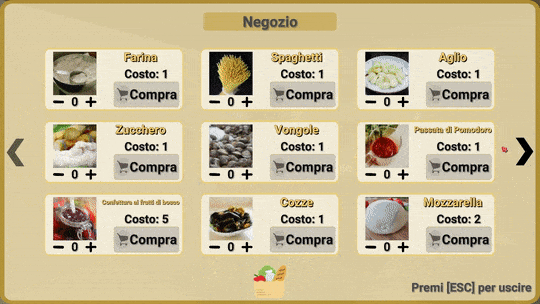 Negozio
Farina
Costo: 1
- 0 +
Compra
Spaghetti
Costo: 1
- 0 +
Compra
Aglio
Costo: 1
- 0 +
Compra
Zucchero
Costo: 1
- 0 +
Compra
Vongole
Costo: 1
- 0 +
Compra
Passata di Pomodoro
Costo: 1
- 0 +
Compra
Confettura ai frutti di bosco
Costo: 5
- 0 +
Compra
Cozze
Costo: 1
- 0 +
Compra
Mozzarella
Costo: 2
- 0 +
Compra
Premi [ESC] per uscire